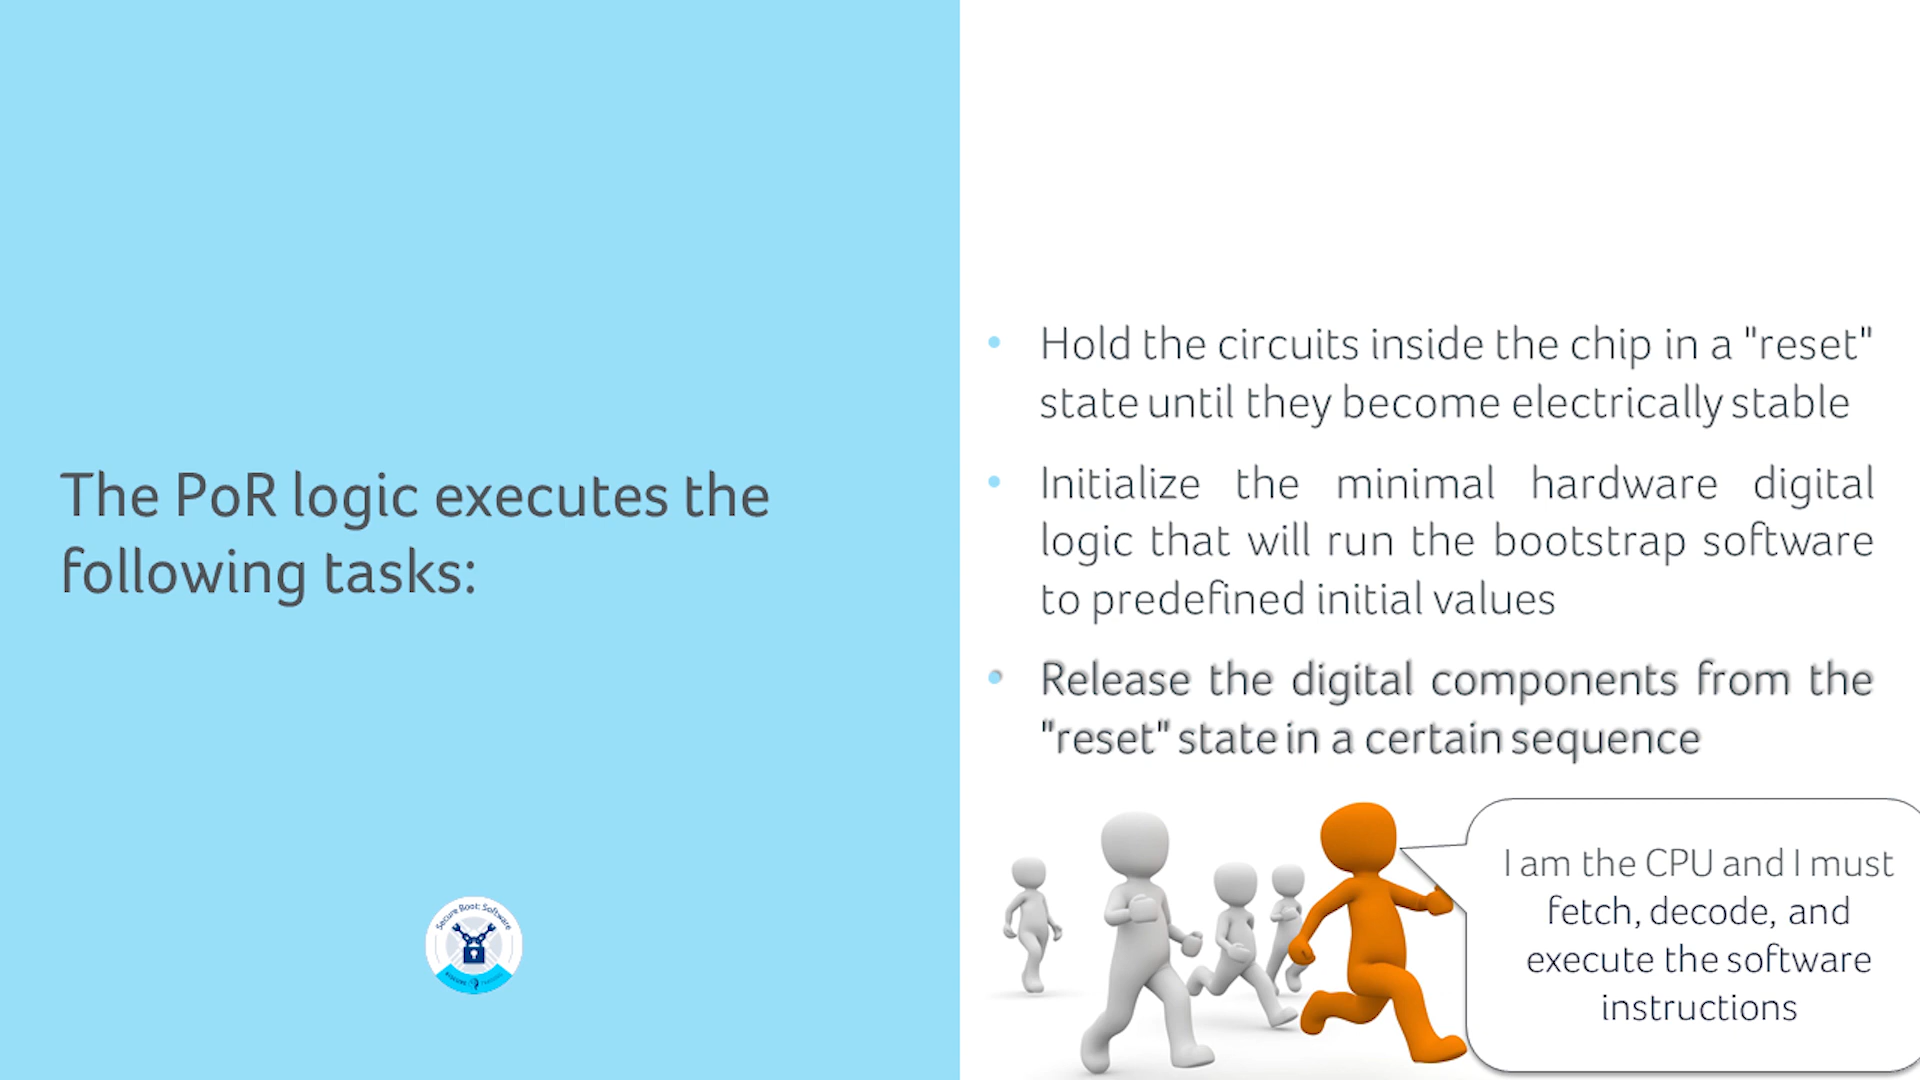 The PoR logic executes the
following tasks:
Hold the circuits inside the chip in a "reset"
state until they become electrically stable
Initialize the minimal hardware digital
logic that will run the bootstrap software
to predefined initial values
Release the digital components from the
"reset" state in a certain sequence
I am the CPU and I must
fetch, decode, and
execute the software
instructions
Secure Boot: Software